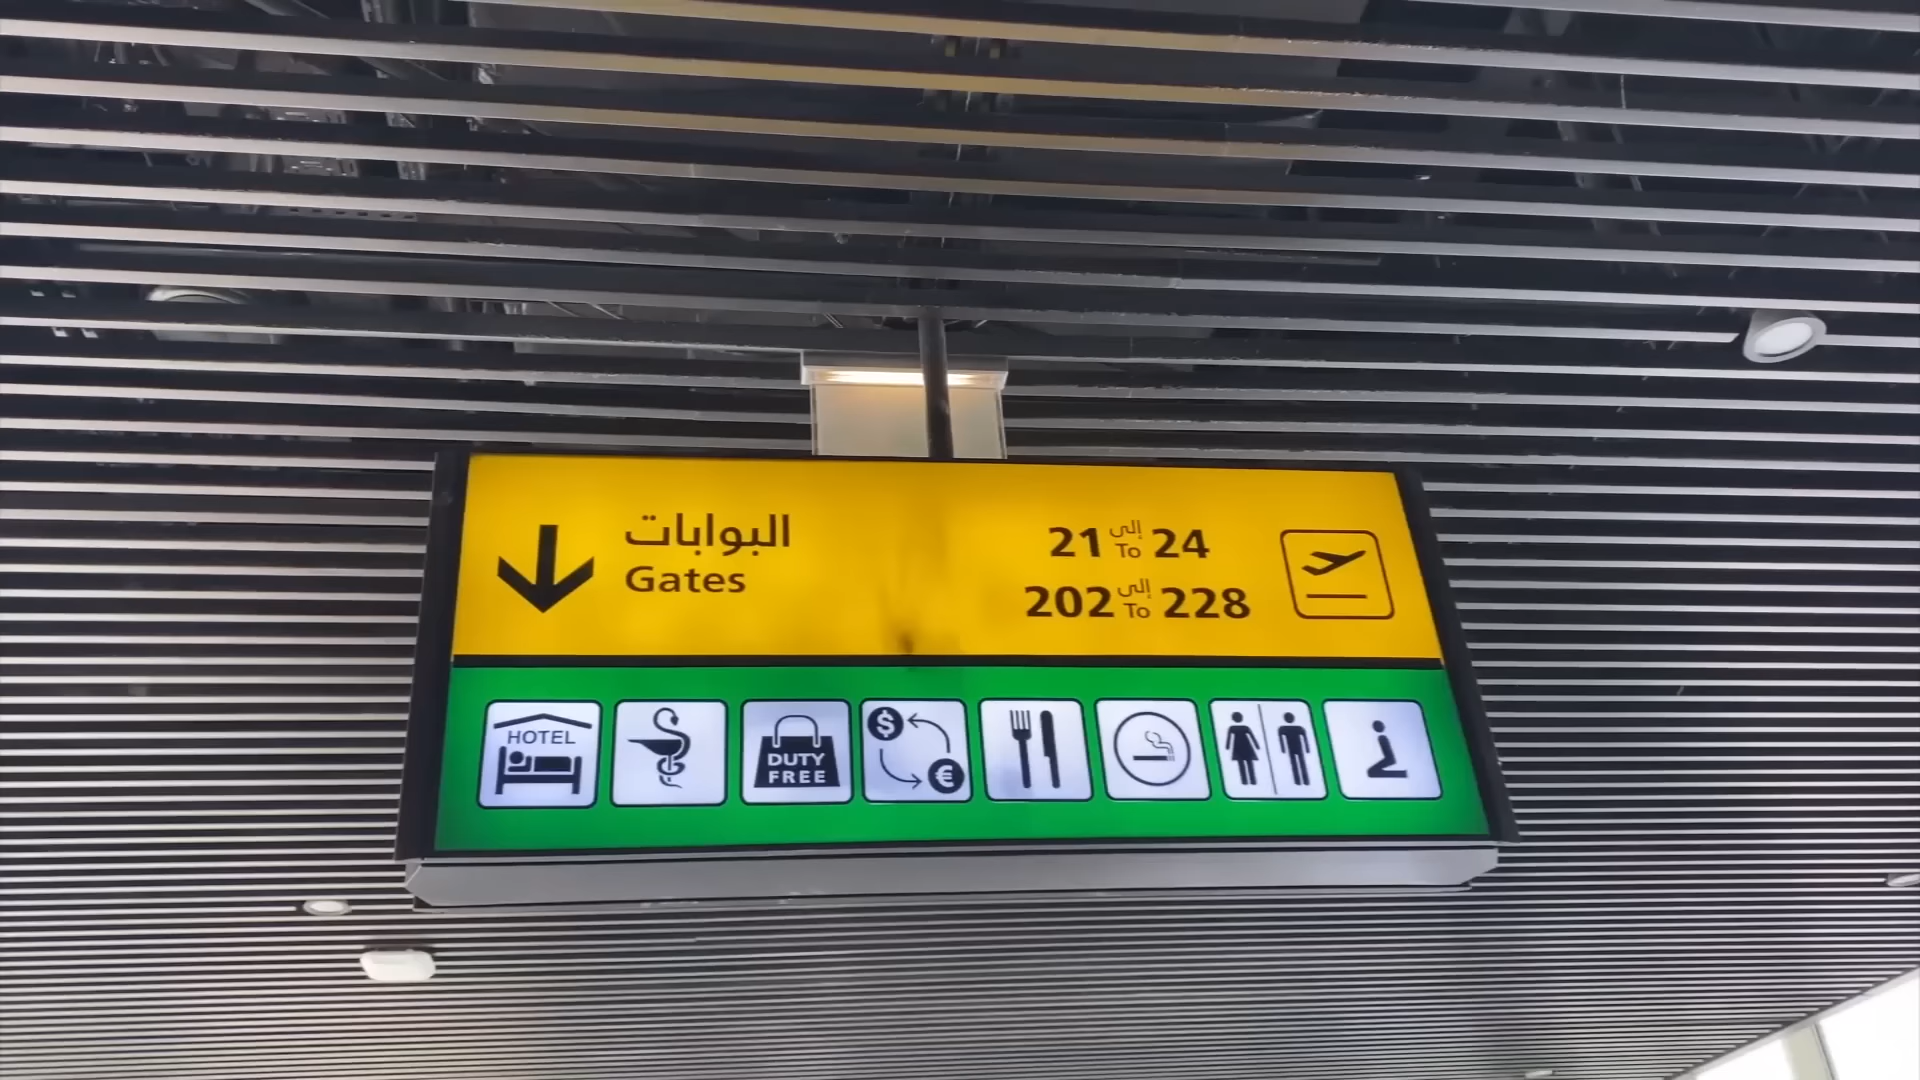 البوابات
Gates
21 إلى To 24
202 إلى To 228
HOTEL
DUTY
FREE
$
€